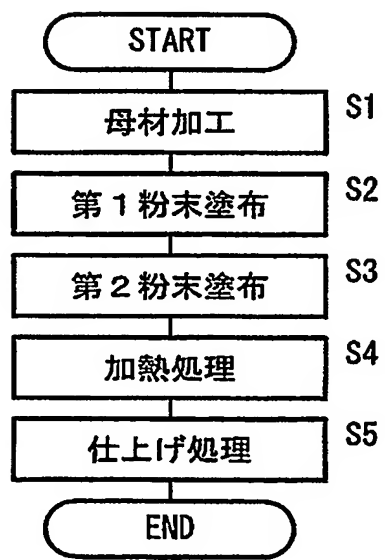 START
母材加工 S1
第1粉末塗布 S2
第2粉末塗布 S3
加熱処理 S4
仕上げ処理 S5
END